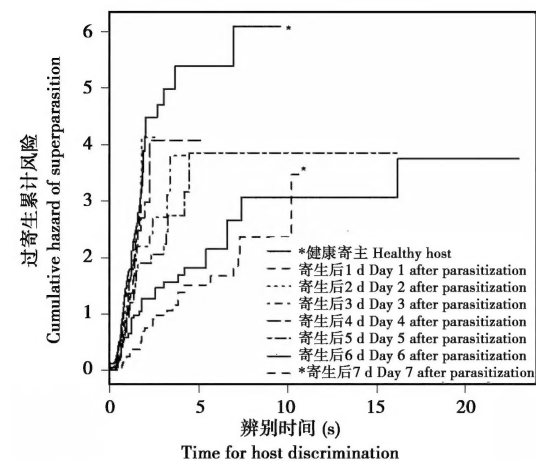 过寄生累计风险
Cumulative hazard of superparasition
6
5
4
3
2
1
0
*
*
*健康寄主 Healthy host
寄生后1 d Day 1 after parasitization
寄生后2 d Day 2 after parasitization
寄生后3 d Day 3 after parasitization
寄生后4 d Day 4 after parasitization
寄生后5 d Day 5 after parasitization
寄生后6 d Day 6 after parasitization
*寄生后7 d Day 7 after parasitization
0 5 10 15 20
辨别时间 (s)
Time for host discrimination